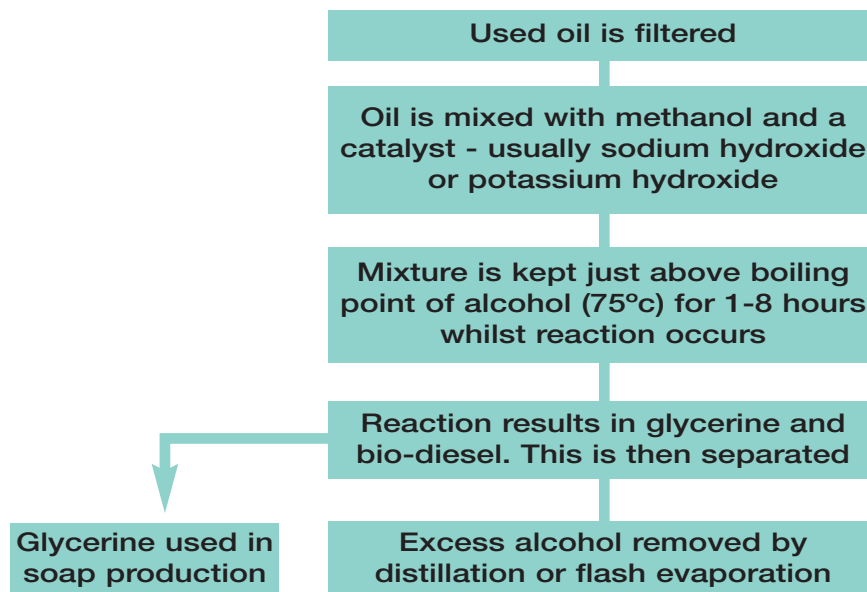 Used oil is filtered
Oil is mixed with methanol and a
catalyst - usually sodium hydroxide
or potassium hydroxide
Mixture is kept just above boiling
point of alcohol (75ºc) for 1-8 hours
whilst reaction occurs
Reaction results in glycerine and
bio-diesel. This is then separated
Glycerine used in
soap production
Excess alcohol removed by
distillation or flash evaporation